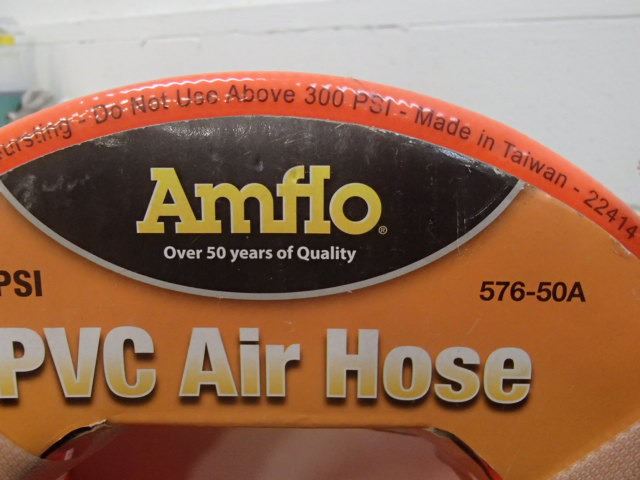 - Do Not Use Above 300 PSI - Made in Taiwan - 22414
Amflo®
Over 50 years of Quality
PSI
576-50A
PVC Air Hose